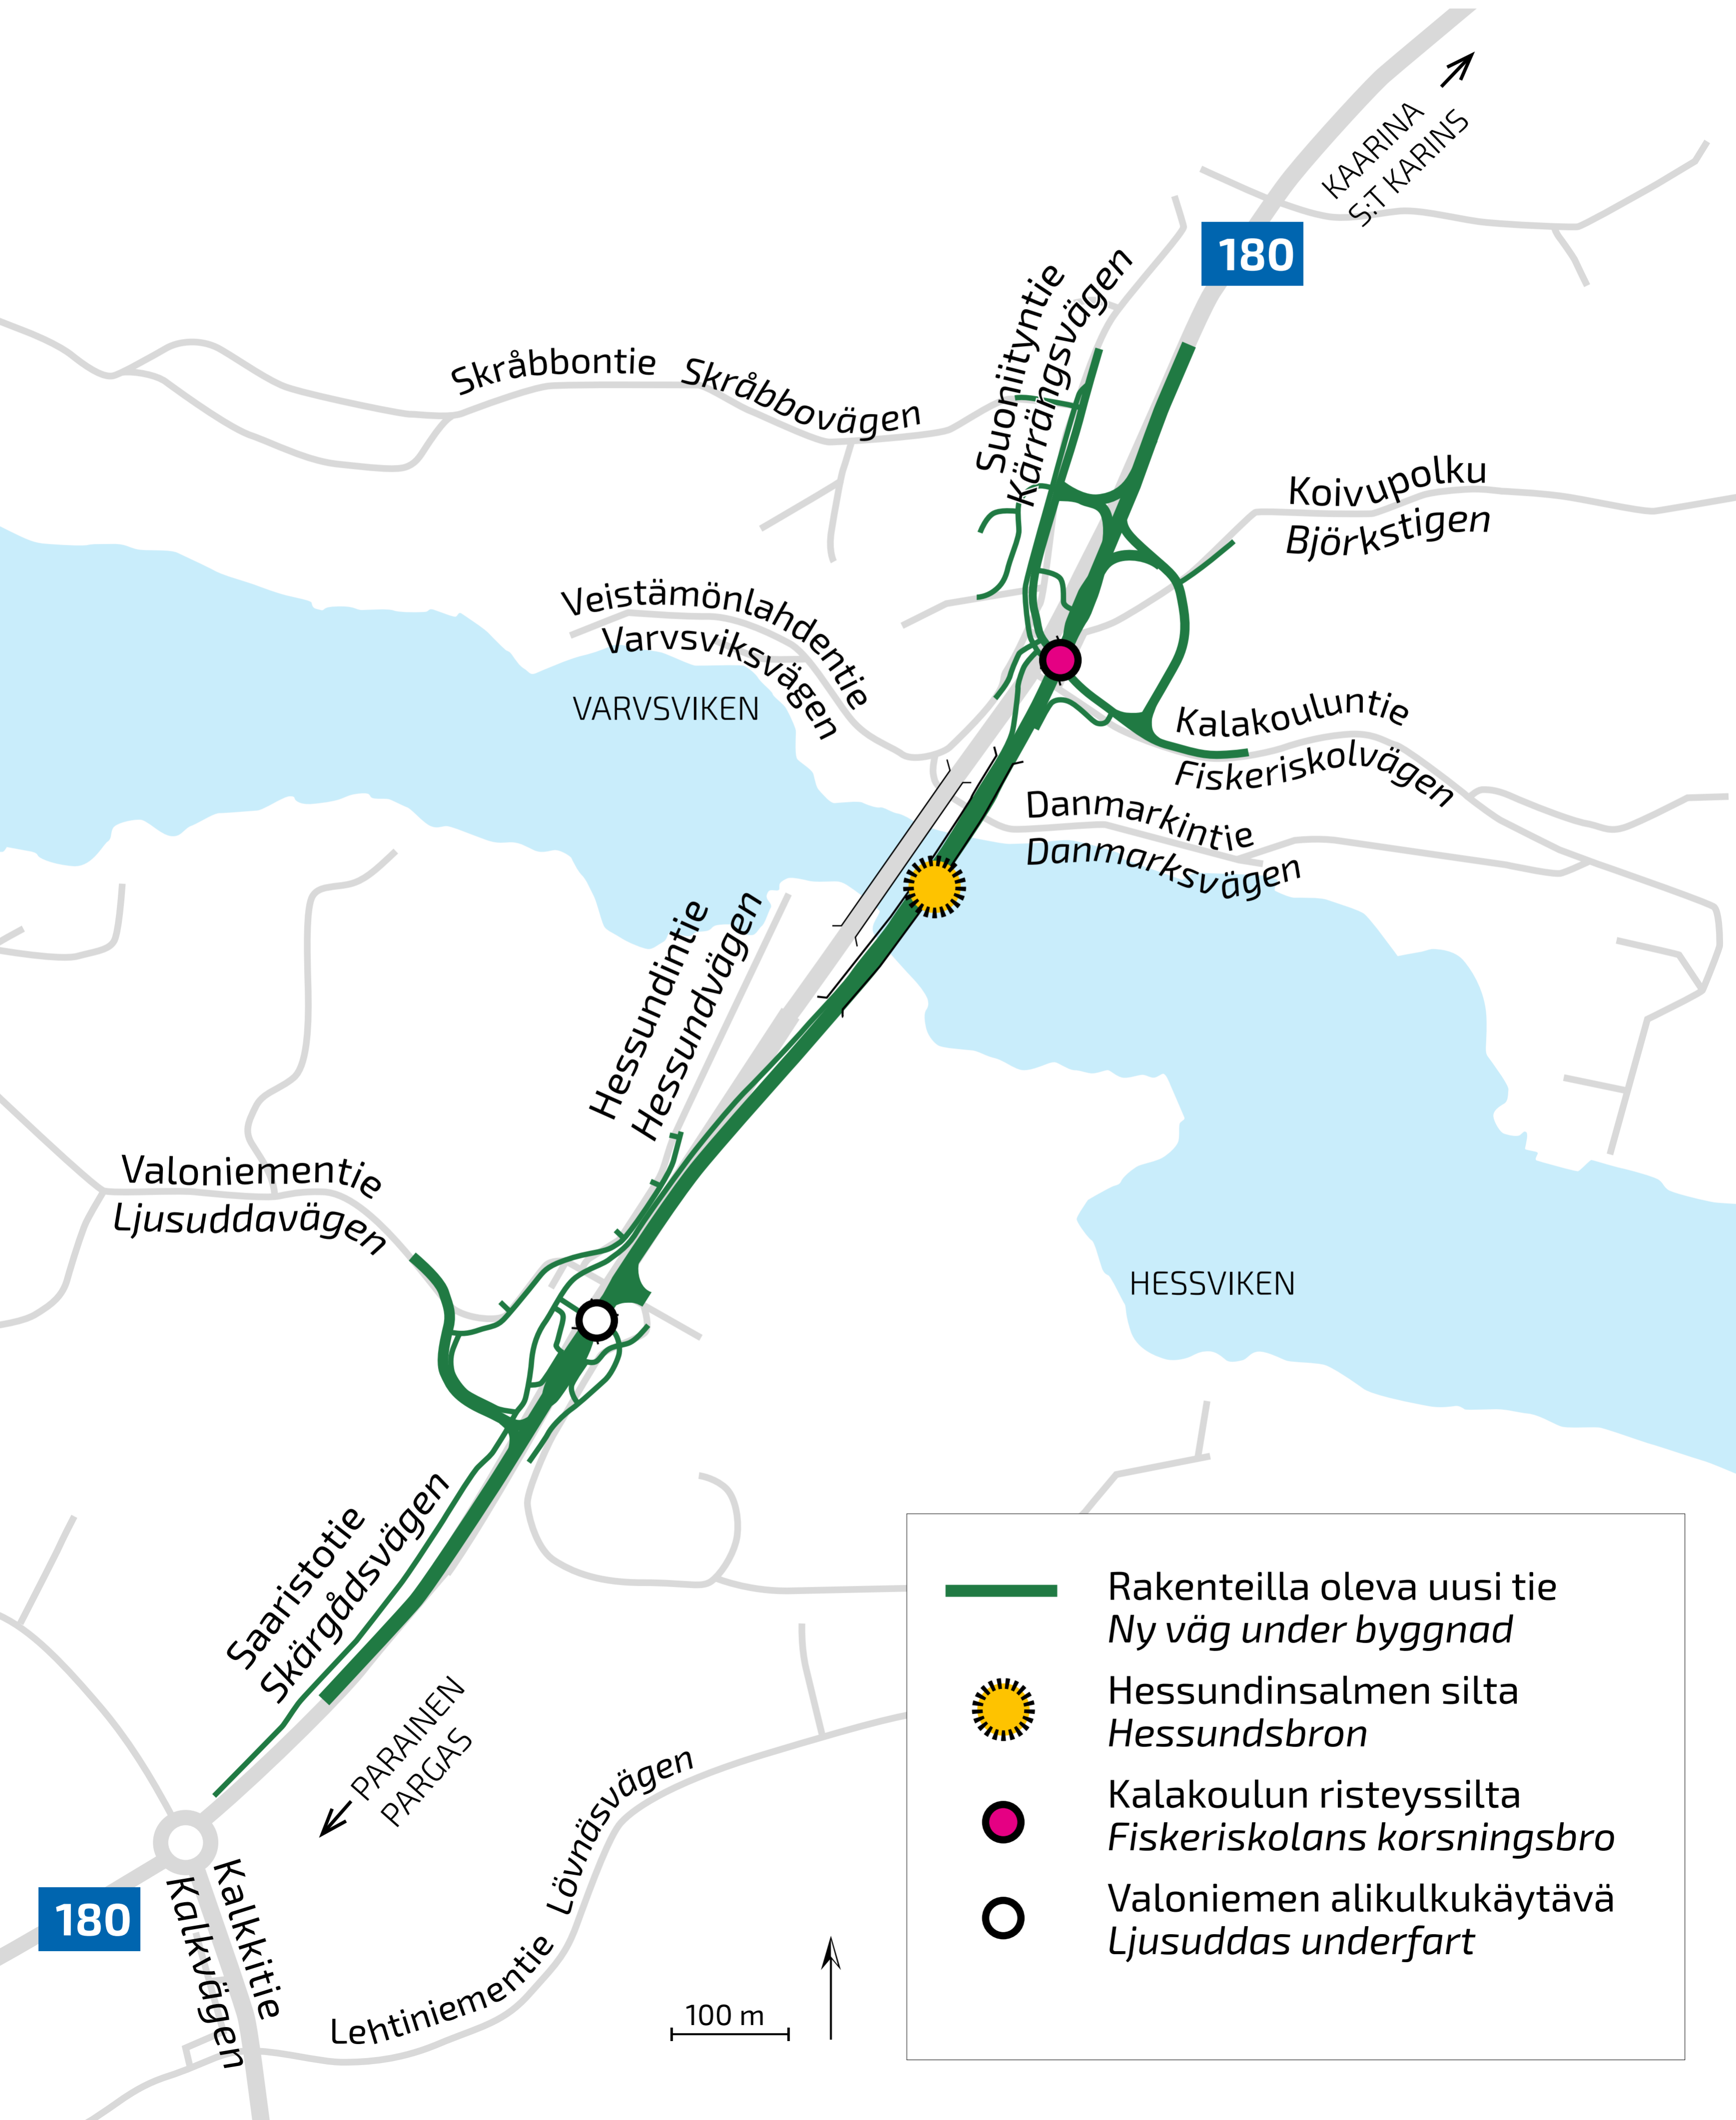 KAARINA
S:T KARINS
180
Suoniityntie
Kärrängsvägen
Skråbbontie Skråbbovägen
Koivupolku
Björkstigen
Veistämönlahdentie
Varvsviksvägen
VARVSVIKEN
Kalakouluntie
Fiskeriskolvägen
Danmarkintie
Danmarksvägen
Hessundintie
Hessundvägen
Valoniementie
Ljusuddavägen
HESSVIKEN
Saaristotie
Skärgådsvägen
PARAINEN
PARGAS
180
Kalkkitie
Kalkvägen
Lövnäsvägen
Lehtiniementie
100 m
Rakenteilla oleva uusi tie
Ny väg under byggnad
Hessundinsalmen silta
Hessundsbron
Kalakoulun risteyssilta
Fiskeriskolans korsningsbro
Valoniemen alikulkukäytävä
Ljusuddas underfart